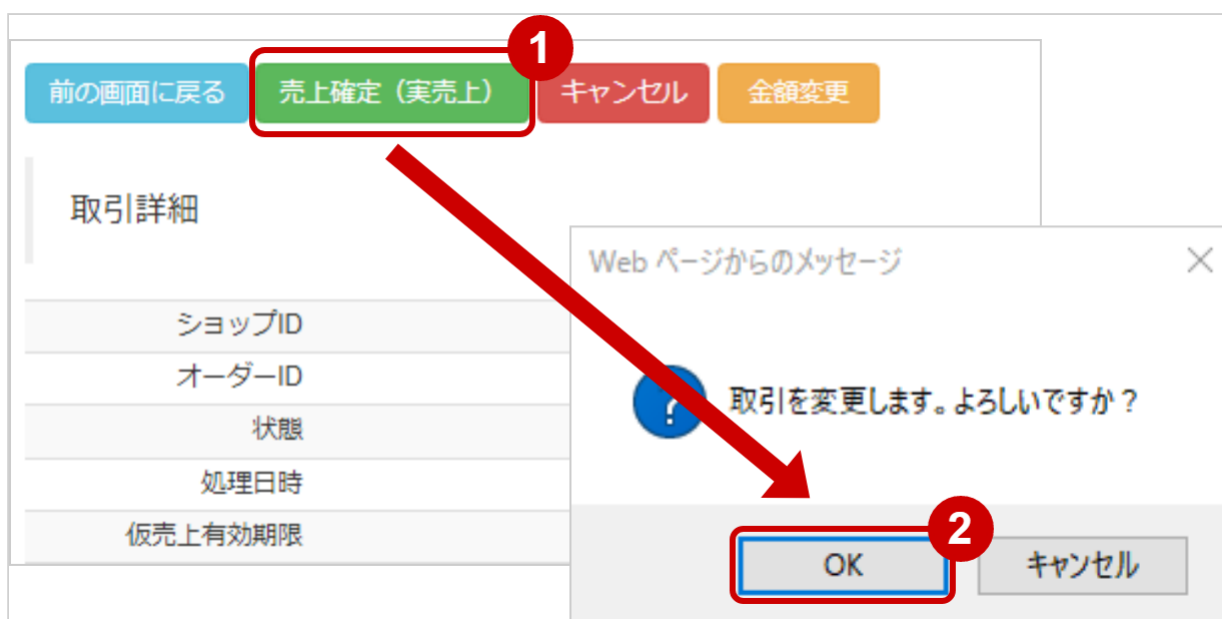 1
前の画面に戻る 売上確定（実売上） キャンセル 金額変更
取引詳細
Web ページからのメッセージ
ショップID
オーダーID
? 取引を変更します。よろしいですか？
状態
処理日時
仮売上有効期限
2
OK キャンセル